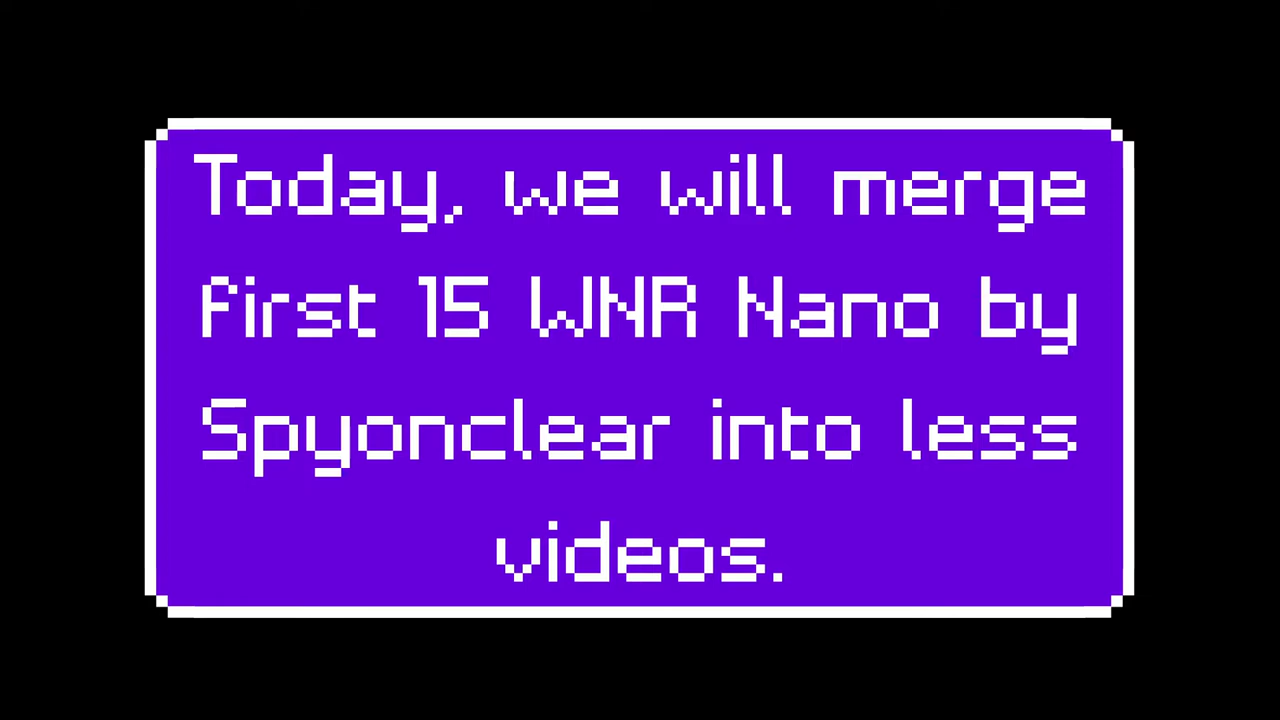 Today, we will merge
first 15 WNR Nano by
Spyonclear into less
videos.